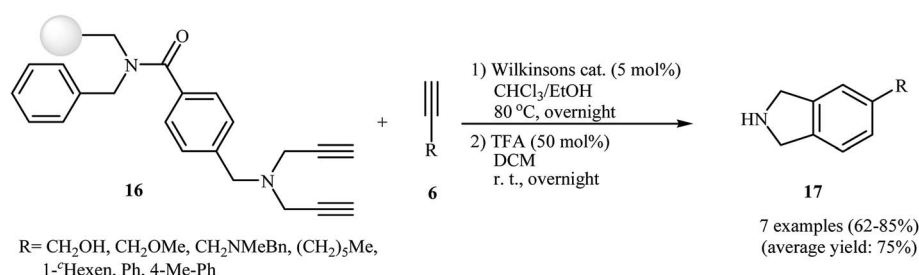 O
N
N
16
+
6
R
1) Wilkinsons cat. (5 mol%)
CHCl3/EtOH
80 °C, overnight
2) TFA (50 mol%)
DCM
r. t., overnight
HN
R
17
7 examples (62-85%)
(average yield: 75%)
R= CH2OH, CH2OMe, CH2NMeBn, (CH2)5Me,
1-cHexen, Ph, 4-Me-Ph